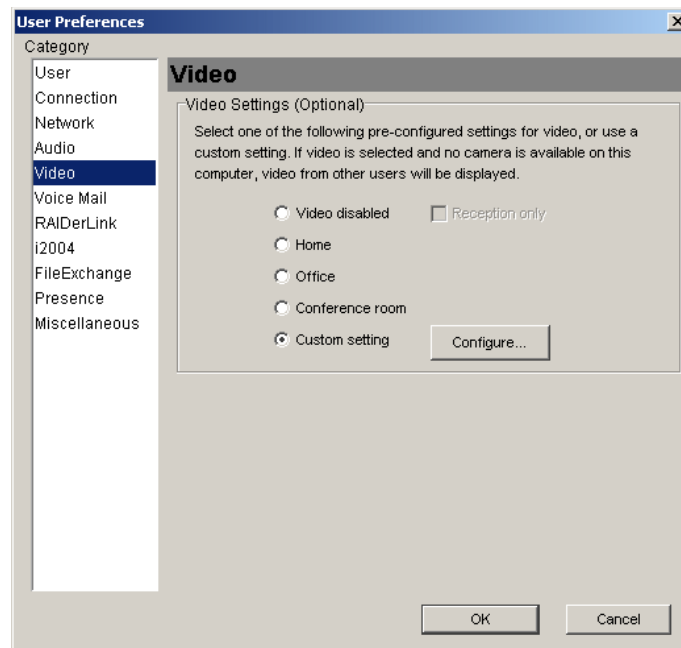 User Preferences
Category
User
Connection
Network
Audio
Video
Voice Mail
RAIDerLink
i2004
FileExchange
Presence
Miscellaneous
Video
Video Settings (Optional)
Select one of the following pre-configured settings for video, or use a
custom setting. If video is selected and no camera is available on this
computer, video from other users will be displayed.
Video disabled
Reception only
Home
Office
Conference room
Custom setting
Configure...
OK
Cancel